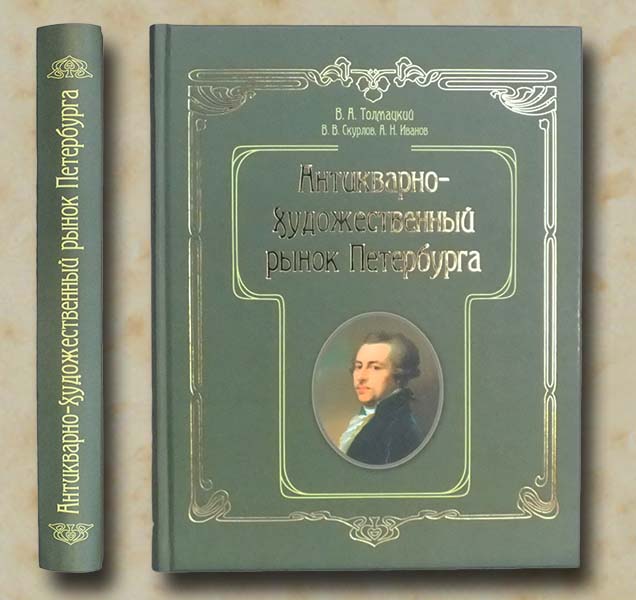 Антикварно-художественный рынок Петербурга
В. А. Толмацкий
В. В. Скурлов, А. Н. Иванов
Антикварно-
художественный
рынок Петербурга